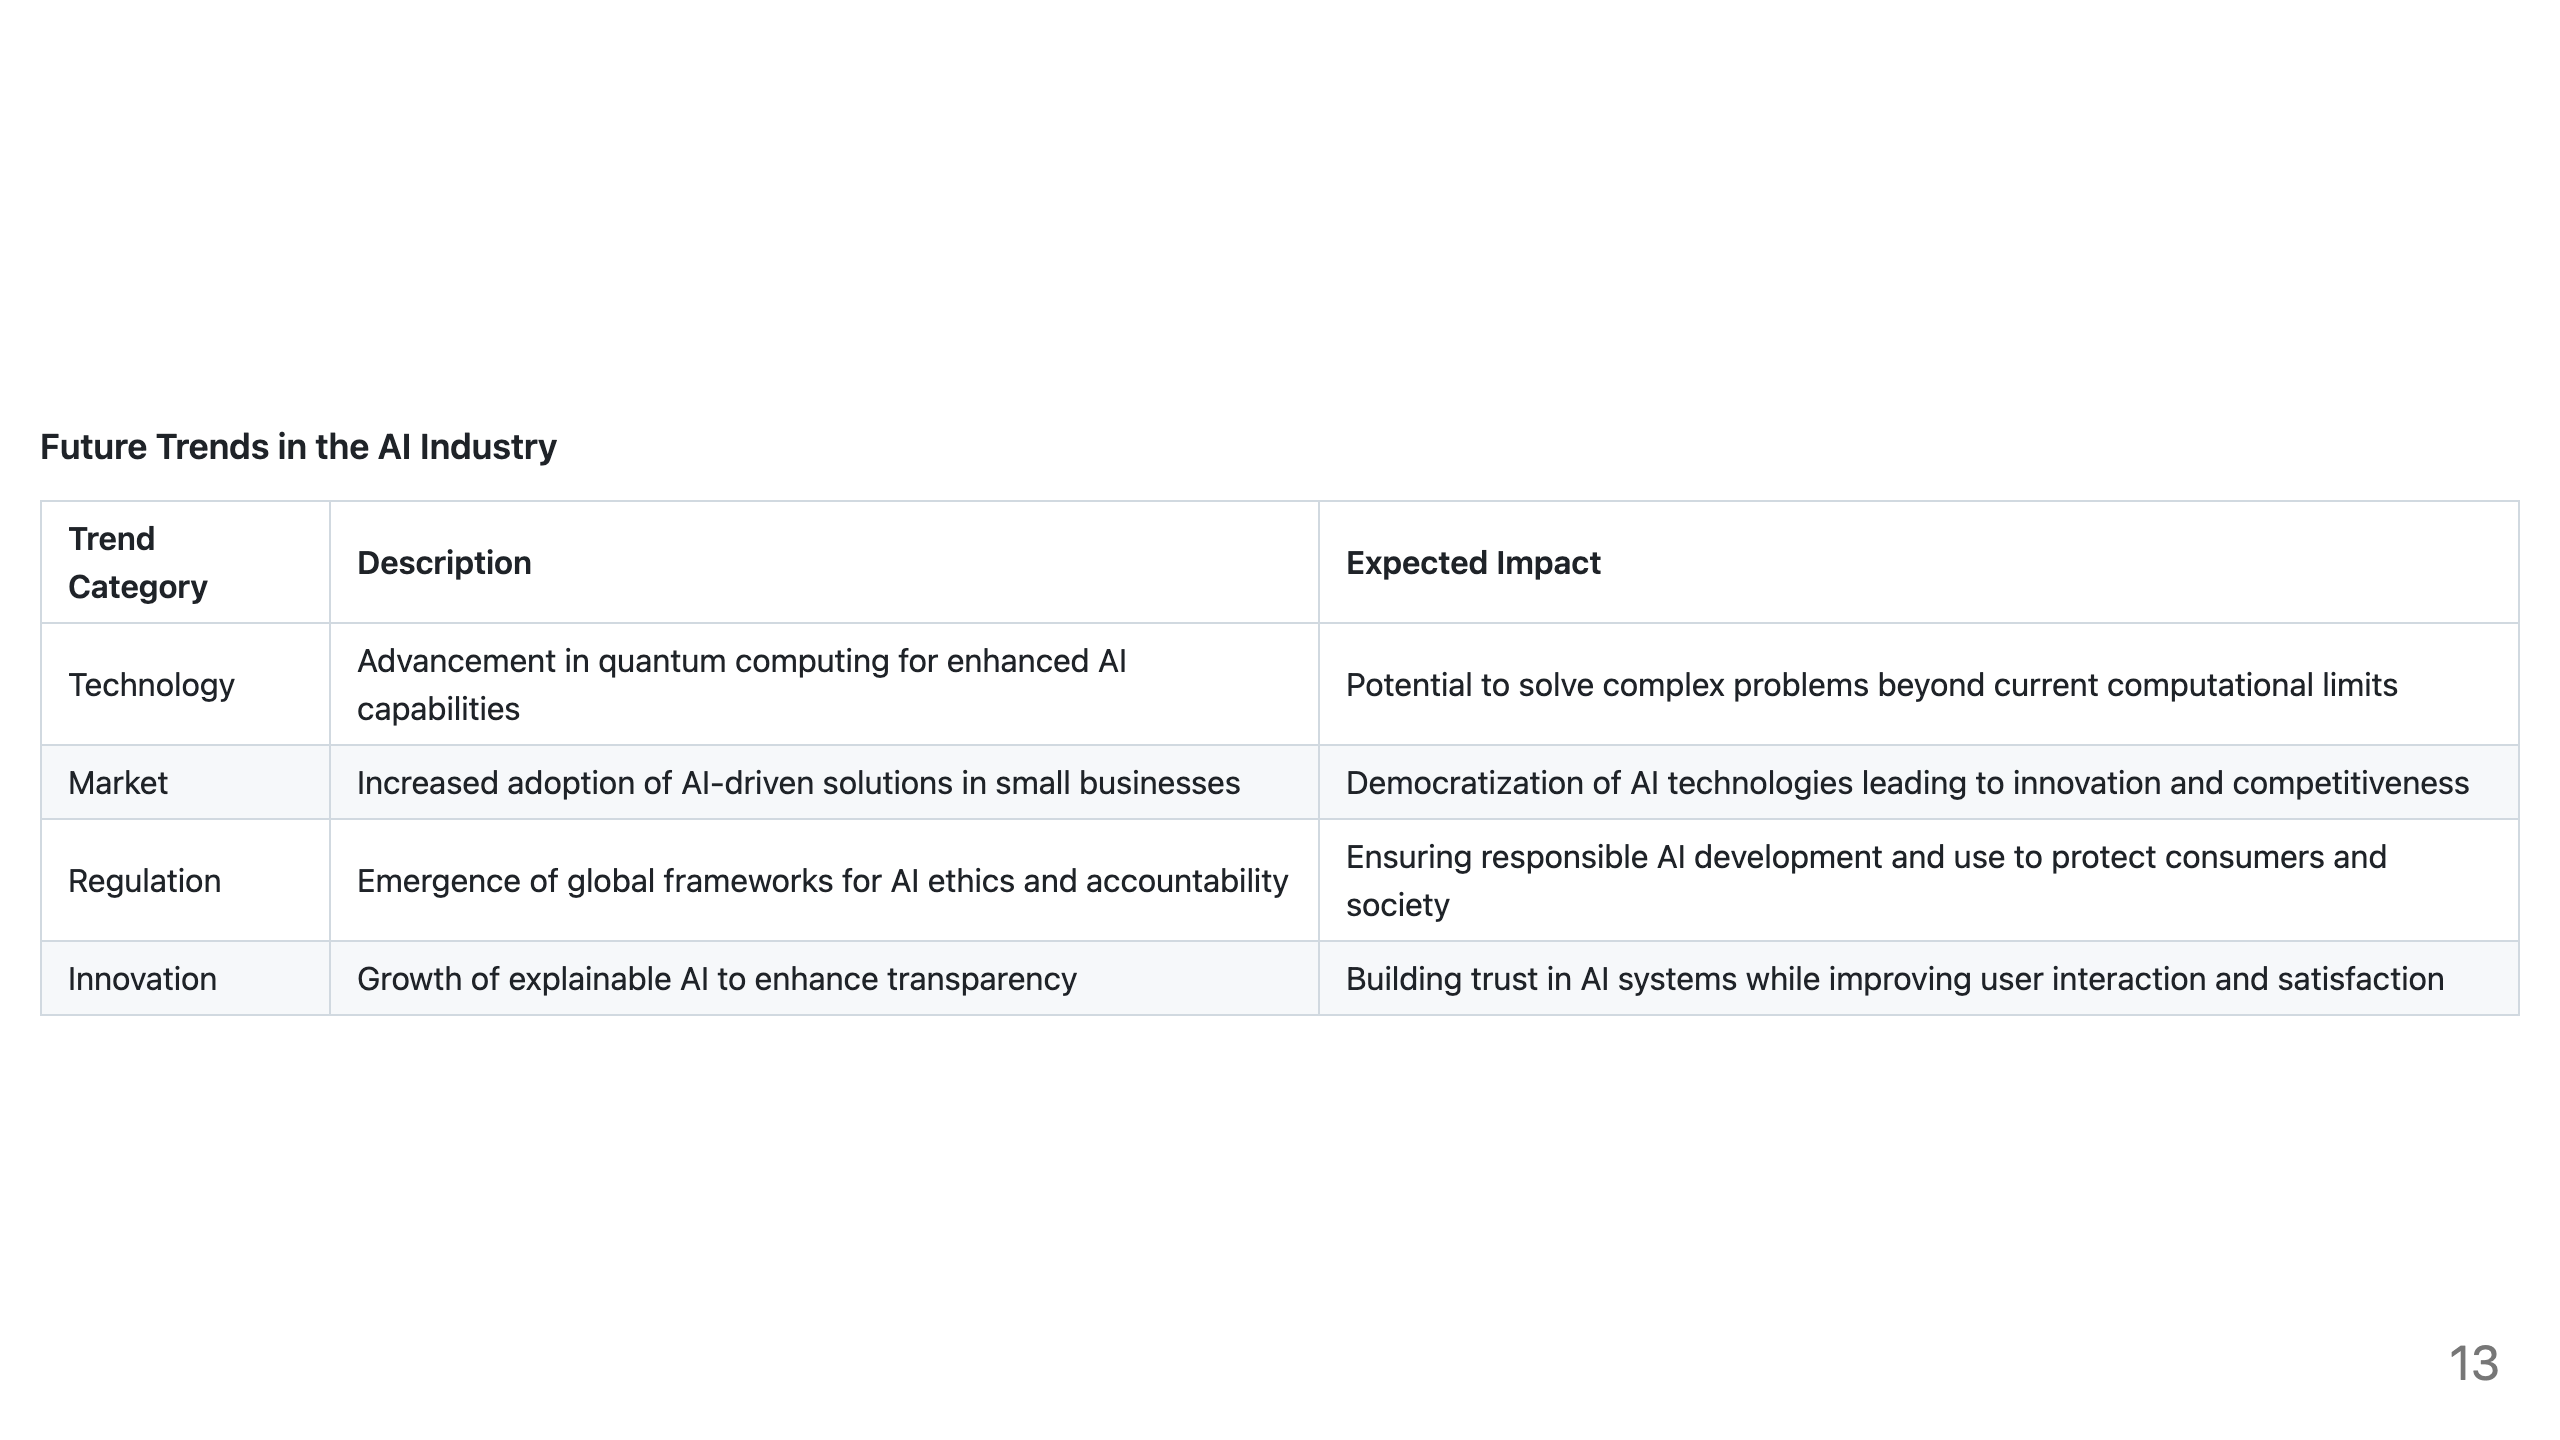 Future Trends in the AI Industry
Trend
Category
Description
Expected Impact
Technology
Advancement in quantum computing for enhanced AI
capabilities
Potential to solve complex problems beyond current computational limits
Market
Increased adoption of AI-driven solutions in small businesses
Democratization of AI technologies leading to innovation and competitiveness
Regulation
Emergence of global frameworks for AI ethics and accountability
Ensuring responsible AI development and use to protect consumers and
society
Innovation
Growth of explainable AI to enhance transparency
Building trust in AI systems while improving user interaction and satisfaction
13